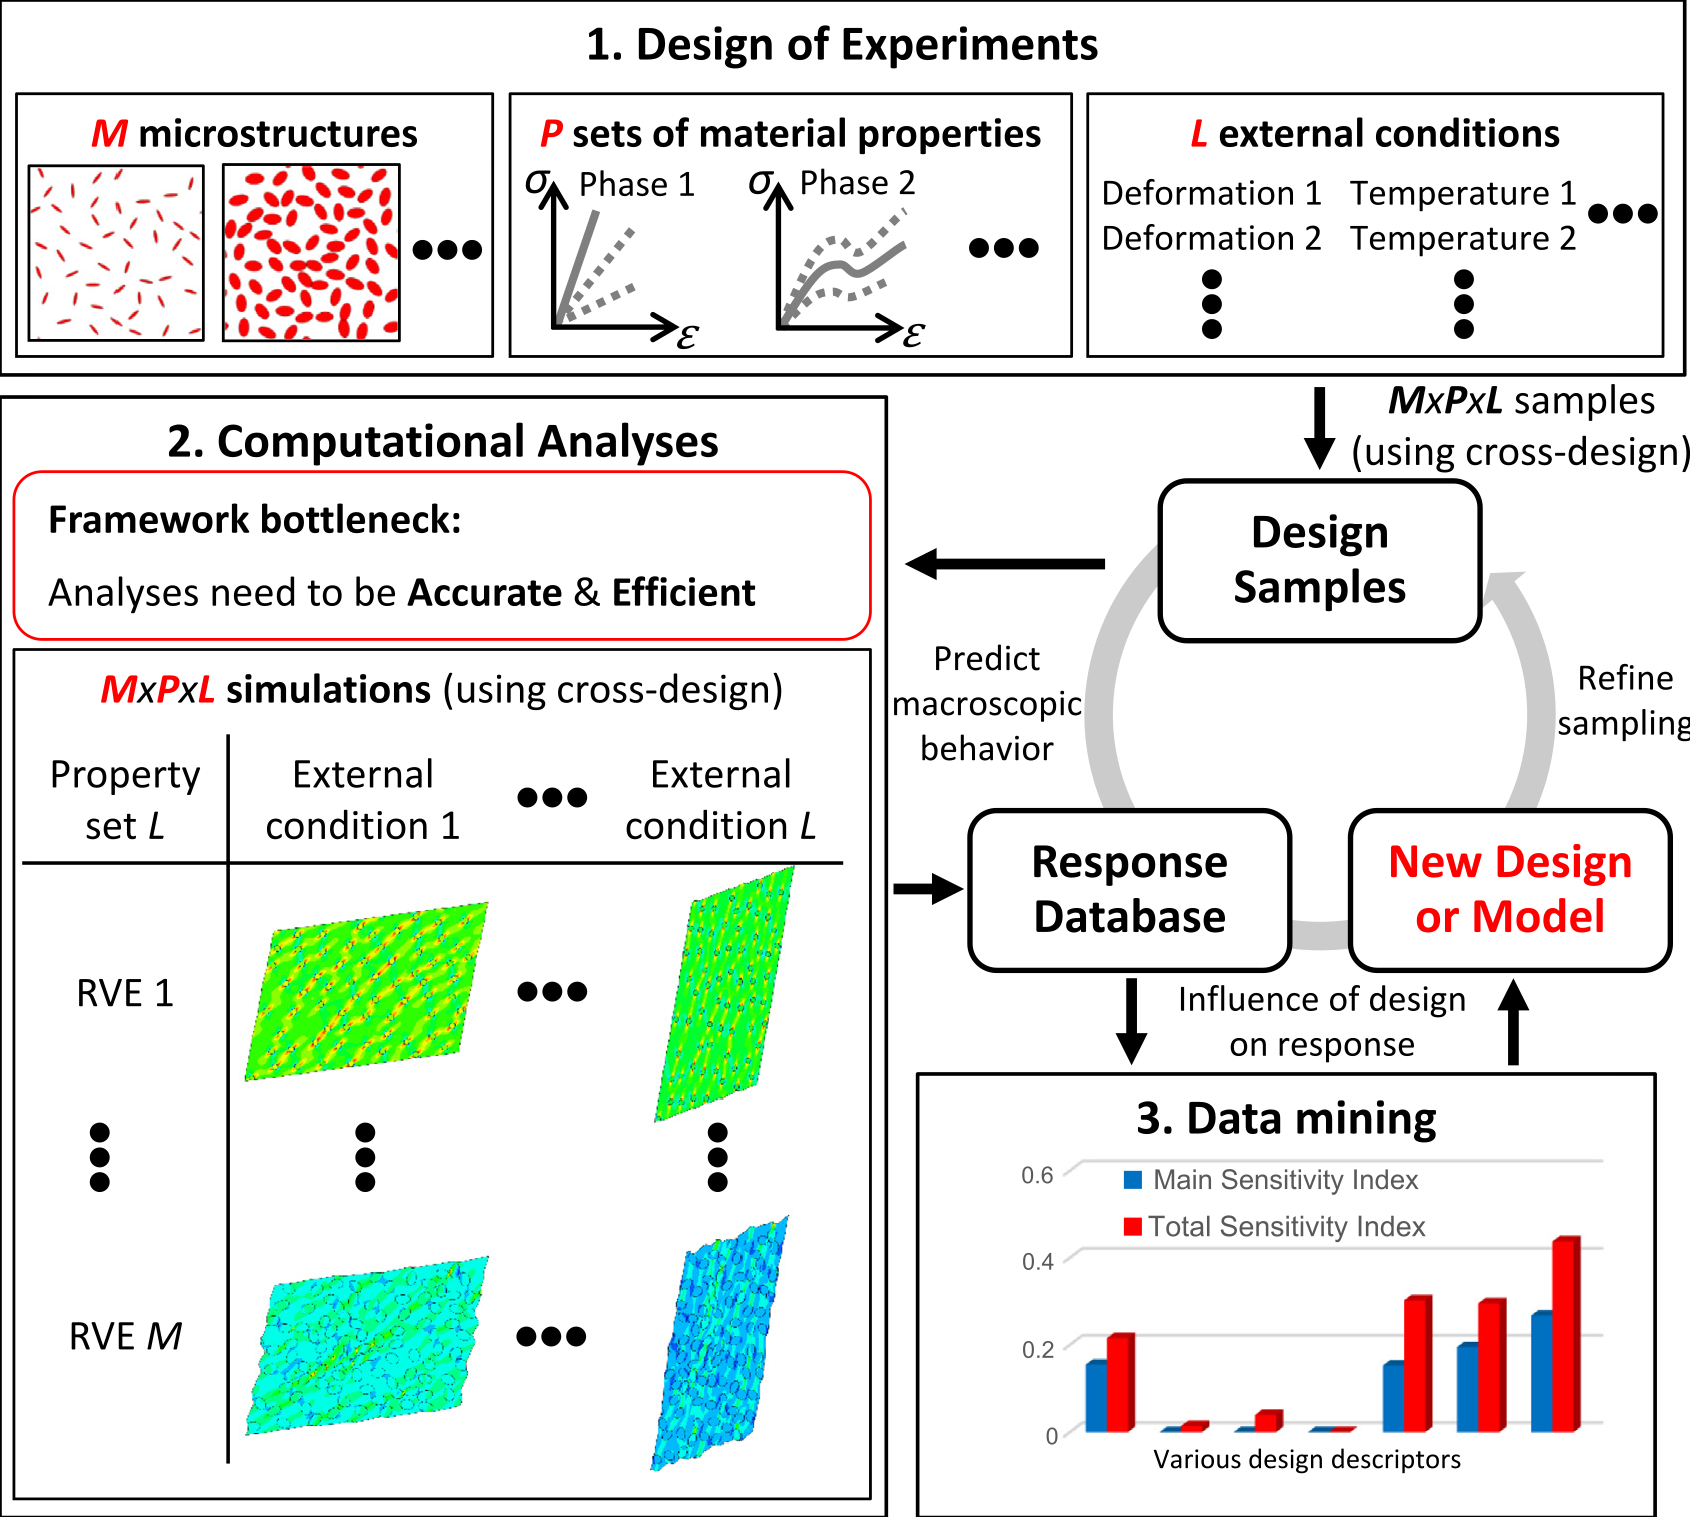 1. Design of Experiments
M microstructures
P sets of material properties
σ
Phase 1
ε
σ
Phase 2
ε
L external conditions
Deformation 1
Temperature 1
Deformation 2
Temperature 2
MxPxL samples
(using cross-design)
2. Computational Analyses
Framework bottleneck:
Analyses need to be Accurate & Efficient
MxPxL simulations (using cross-design)
Property
set L
External
condition 1
External
condition L
RVE 1
RVE M
Design
Samples
Predict
macroscopic
behavior
Refine
sampling
Response
Database
New Design
or Model
Influence of design
on response
3. Data mining
0.6
0.4
0.2
0
Main Sensitivity Index
Total Sensitivity Index
Various design descriptors